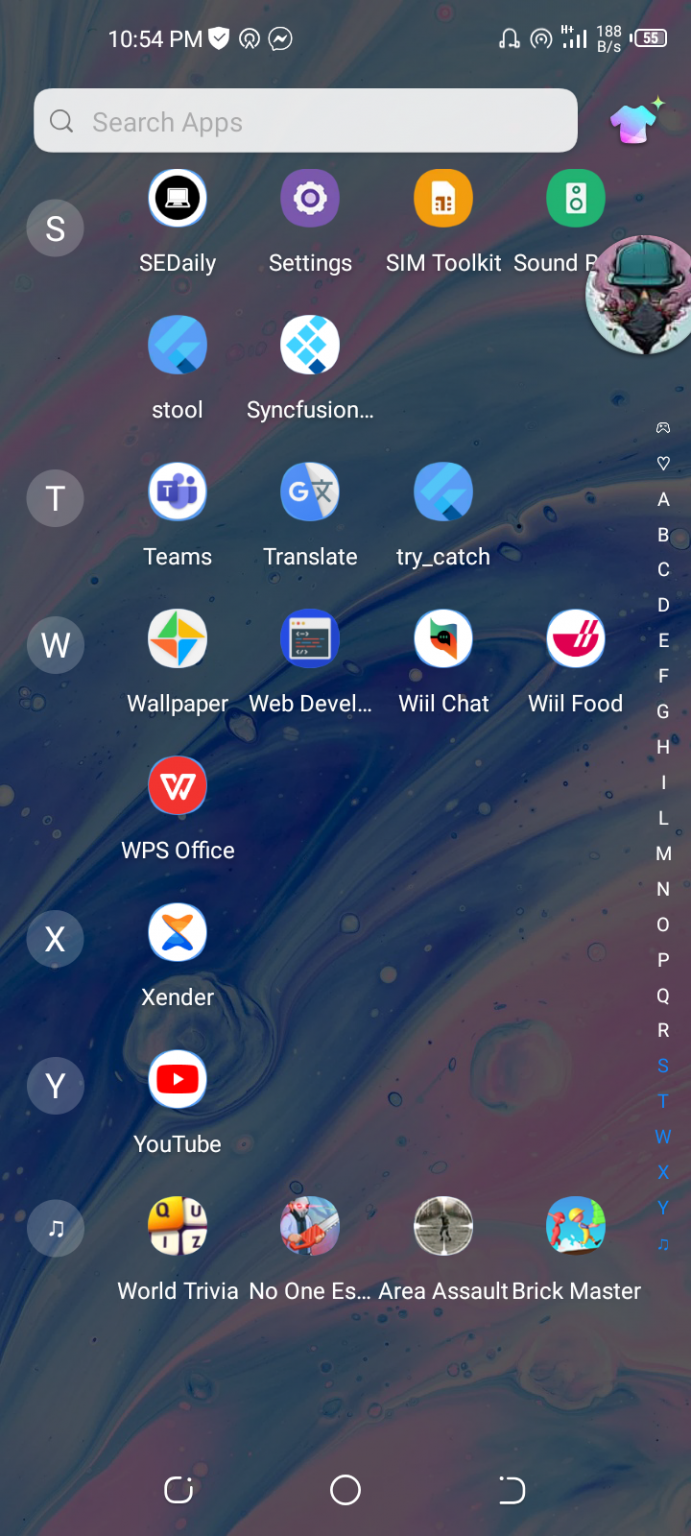 10:54 PM
H+
188
B/s
55
Search Apps
S
SEDaily
Settings
SIM Toolkit
Sound
stool
Syncfusion...
T
Teams
Translate
try_catch
W
Wallpaper
Web Devel...
Wiil Chat
Wiil Food
WPS Office
X
Xender
Y
YouTube
QUIZ
World Trivia
No One Es...
Area Assault
Brick Master
A
B
C
D
E
F
G
H
I
L
M
N
O
P
Q
R
S
T
W
X
Y